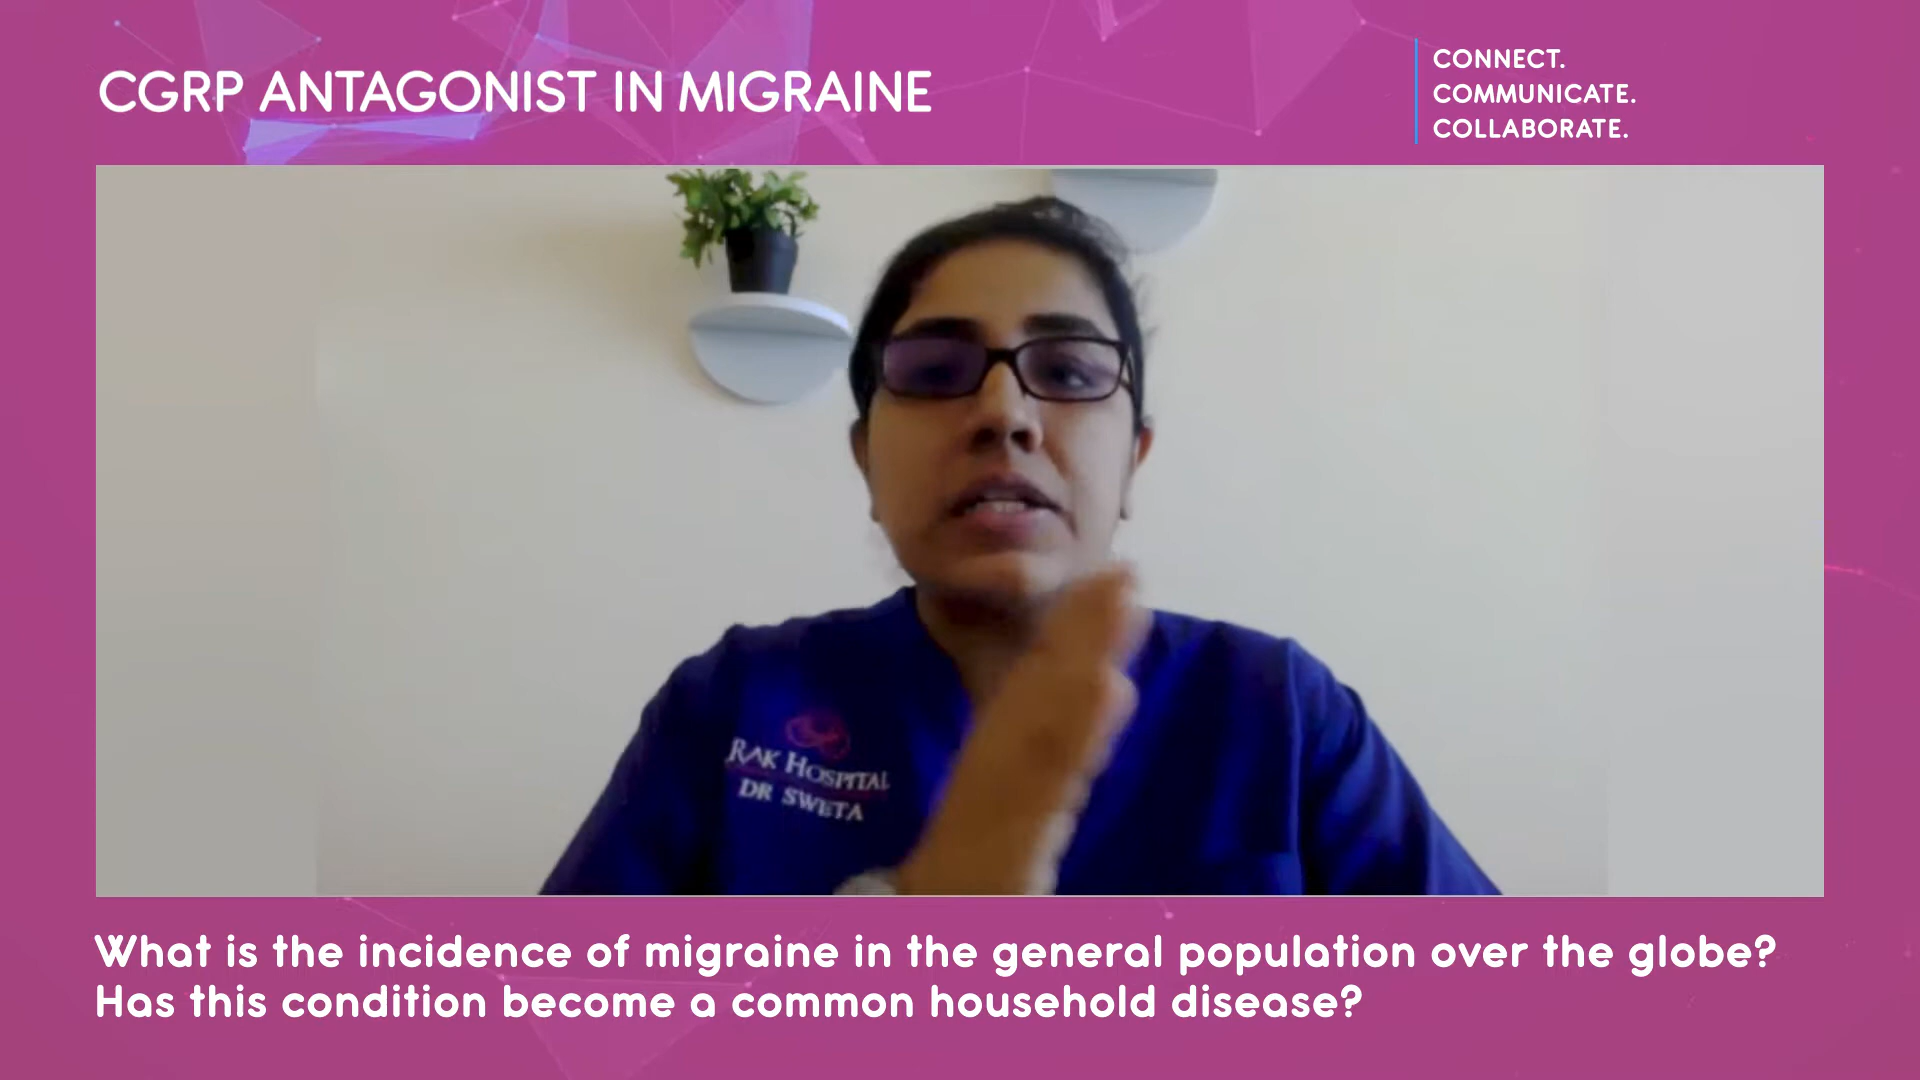 CGRP ANTAGONIST IN MIGRAINE
CONNECT.
COMMUNICATE.
COLLABORATE.
RAK HOSPITAL
DR SWETA
What is the incidence of migraine in the general population over the globe?
Has this condition become a common household disease?